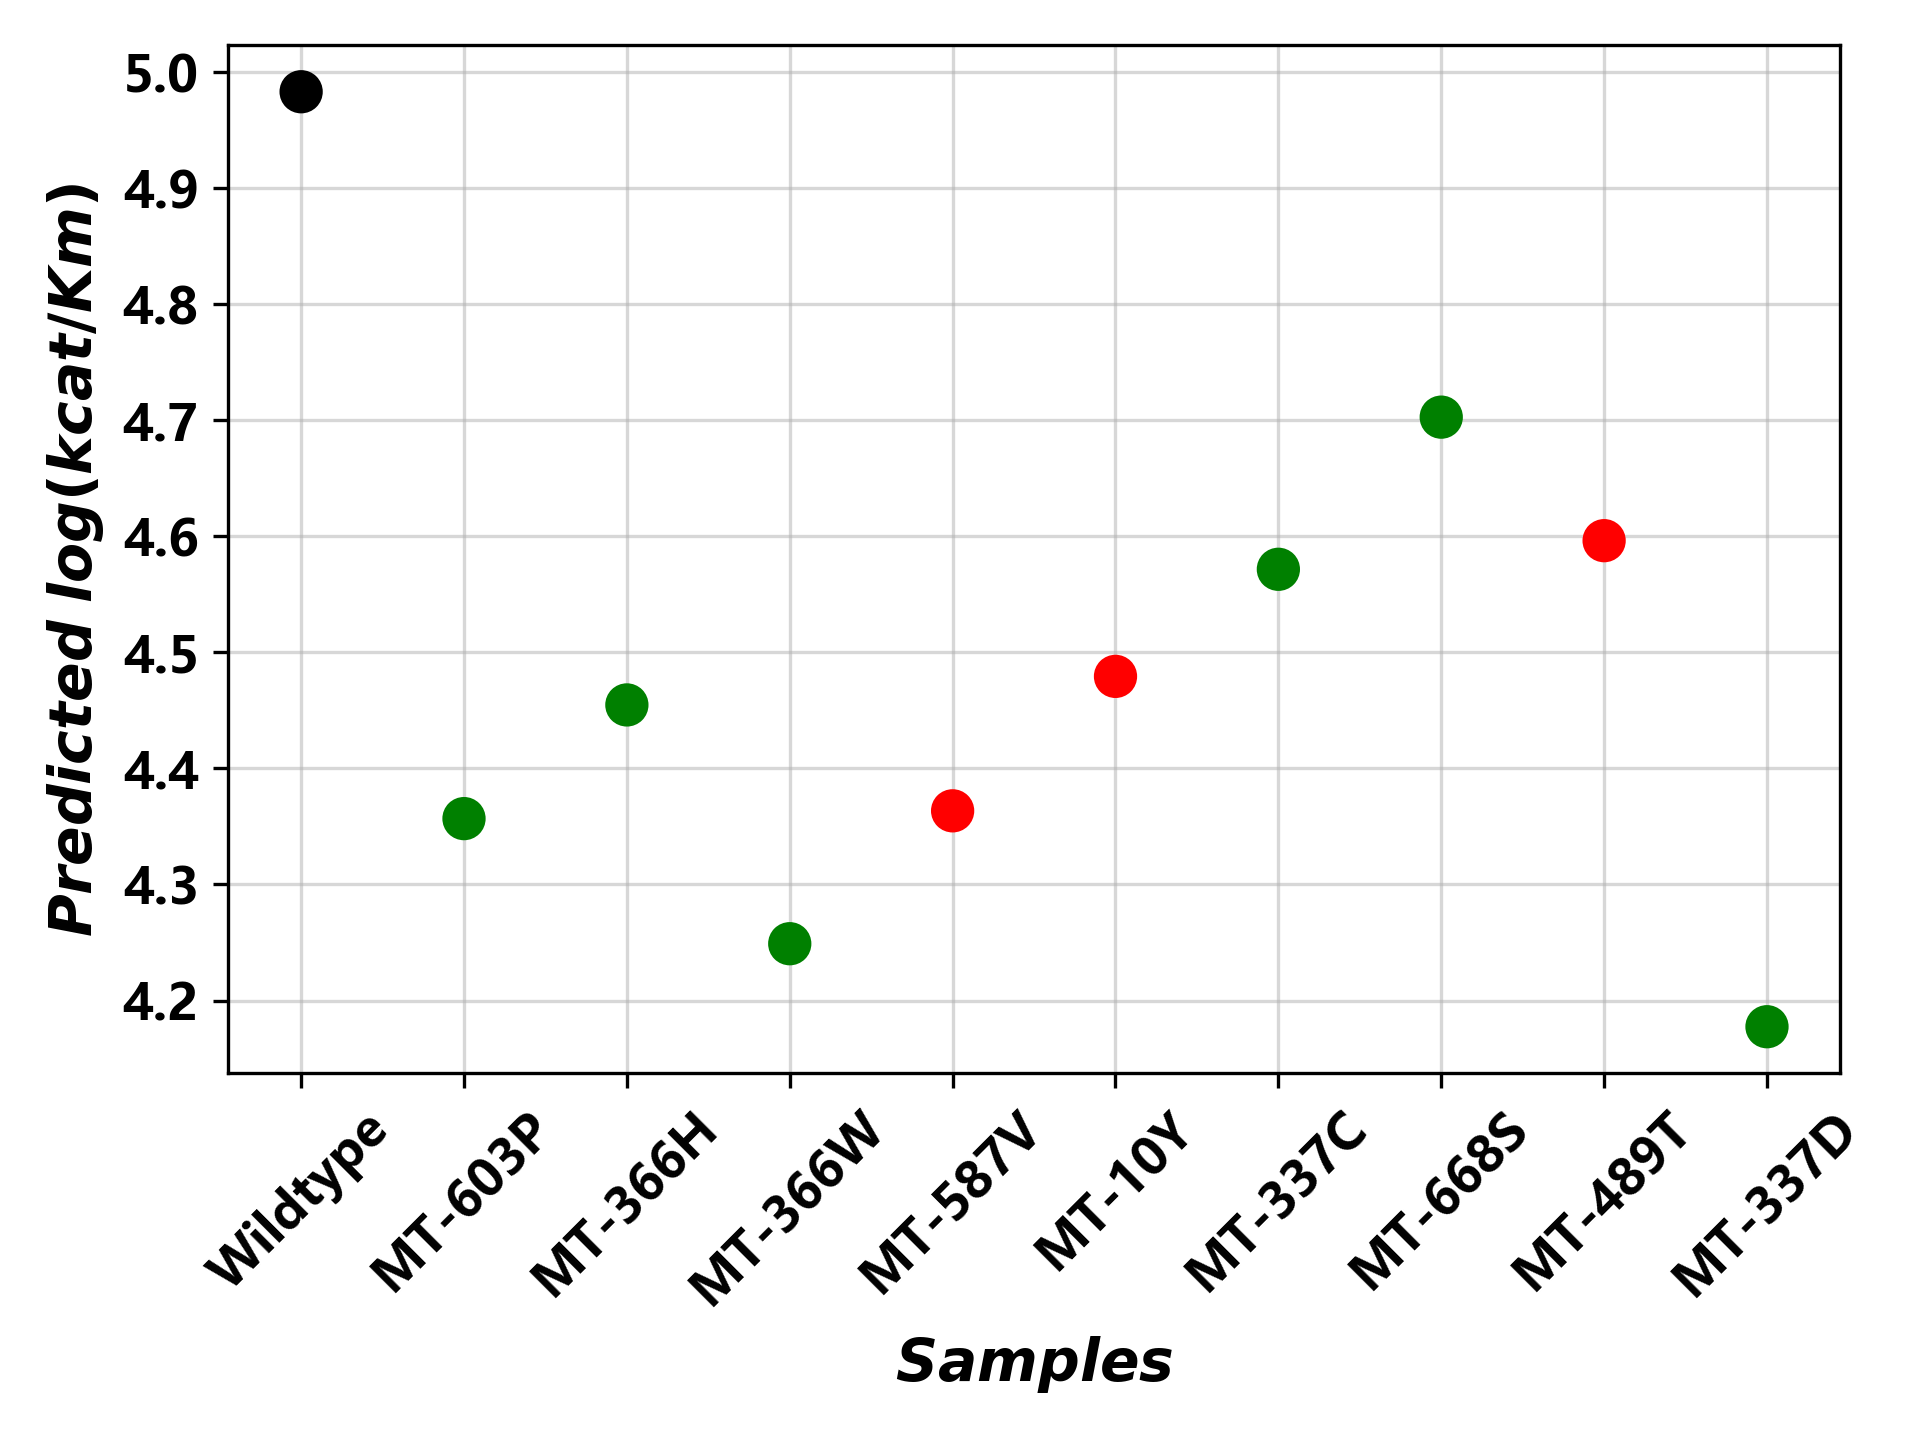 Predicted log(kcat/Km)
5.0
4.9
4.8
4.7
4.6
4.5
4.4
4.3
4.2
Wildtype
MT-603P
MT-366H
MT-366W
MT-587V
MT-10Y
MT-337C
MT-668S
MT-489T
MT-337D
Samples